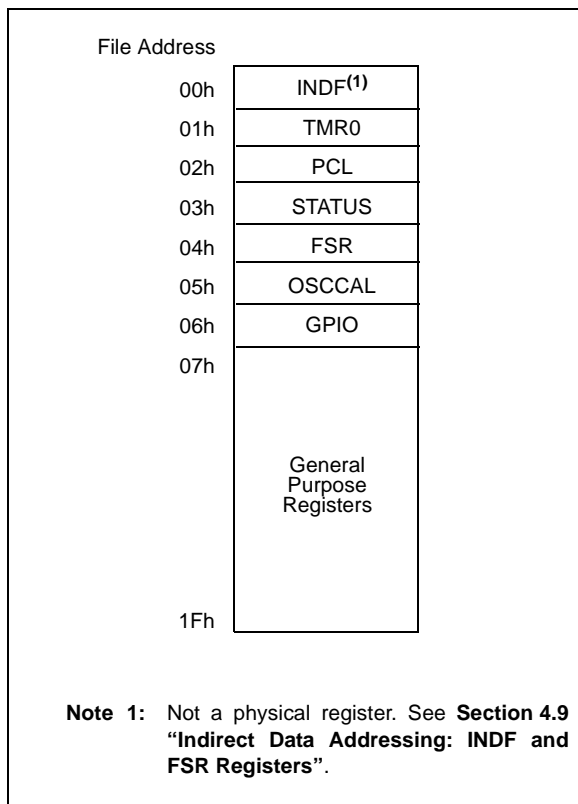 File Address
00h INDF(1)
01h TMR0
02h PCL
03h STATUS
04h FSR
05h OSCCAL
06h GPIO
07h
General
Purpose
Registers
1Fh
Note 1: Not a physical register. See Section 4.9
“Indirect Data Addressing: INDF and
FSR Registers”.